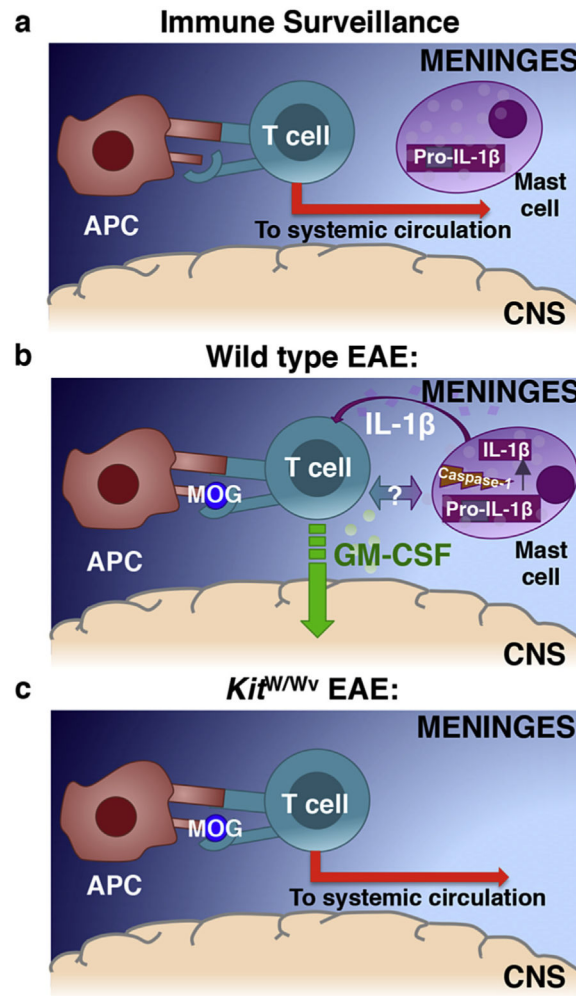 a
Immune Surveillance
MENINGES
T cell
Pro-IL-1β
Mast
cell
APC
To systemic circulation
CNS
b
Wild type EAE:
MENINGES
IL-1β
T cell
IL-1β
Caspase-1
MOG
?
Pro-IL-1β
GM-CSF
APC
Mast
cell
CNS
c
Kit^W/Wv EAE:
MENINGES
T cell
MOG
APC
To systemic circulation
CNS